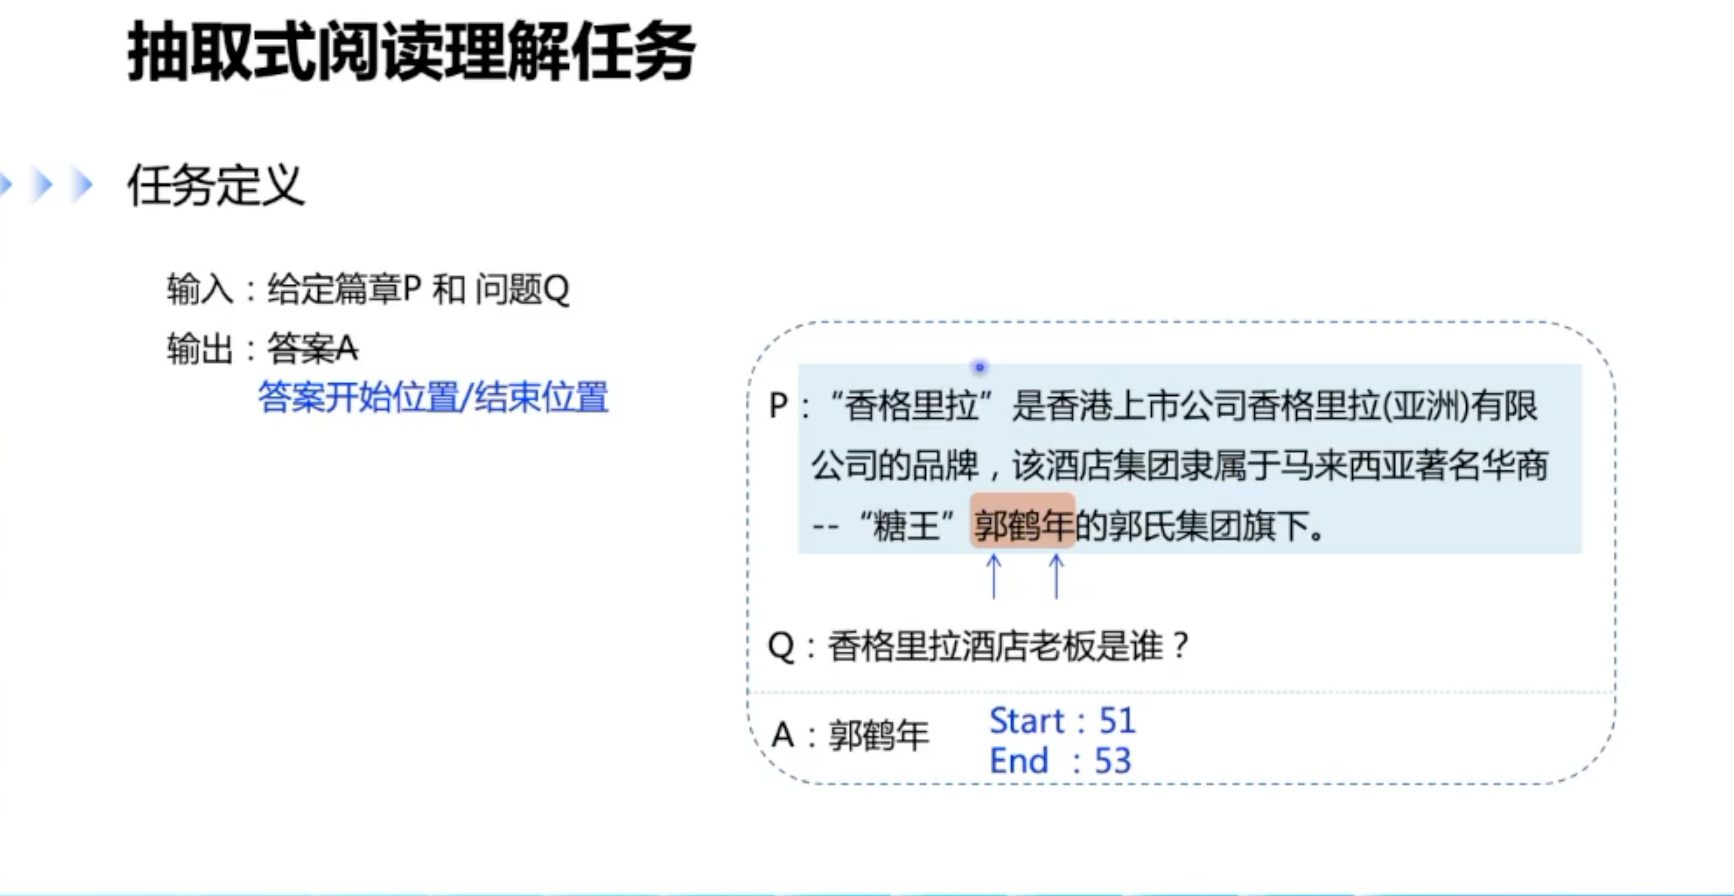 抽取式阅读理解任务
任务定义
输入：给定篇章P 和 问题Q
输出：答案A
答案开始位置/结束位置
P：“香格里拉”是香港上市公司香格里拉(亚洲)有限
公司的品牌，该酒店集团隶属于马来西亚著名华商
--“糖王”郭鹤年的郭氏集团旗下。
Q：香格里拉酒店老板是谁？
A：郭鹤年
Start：51
End ：53